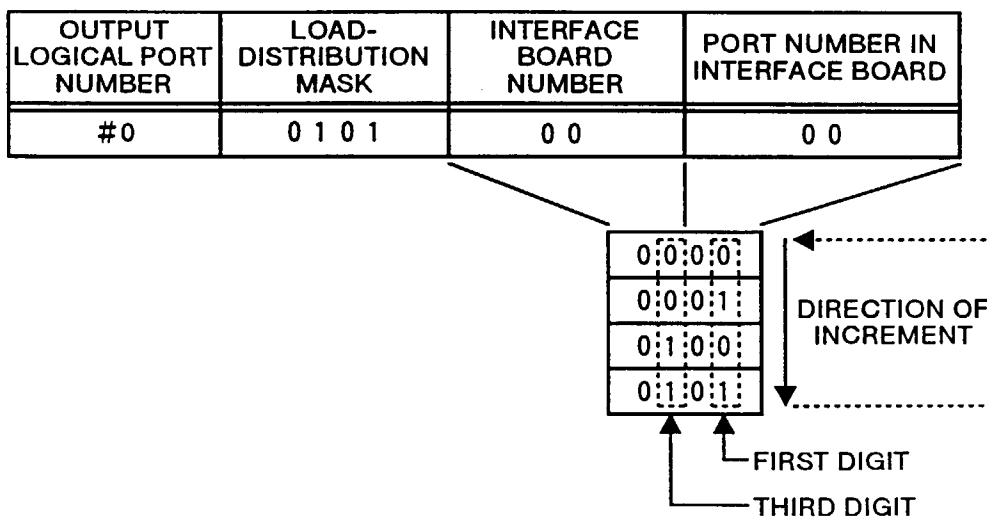 OUTPUT LOGICAL PORT NUMBER
LOAD-DISTRIBUTION MASK
INTERFACE BOARD NUMBER
PORT NUMBER IN INTERFACE BOARD
#0
0101
00
00
0000
0001
0100
0101
DIRECTION OF
INCREMENT
FIRST DIGIT
THIRD DIGIT